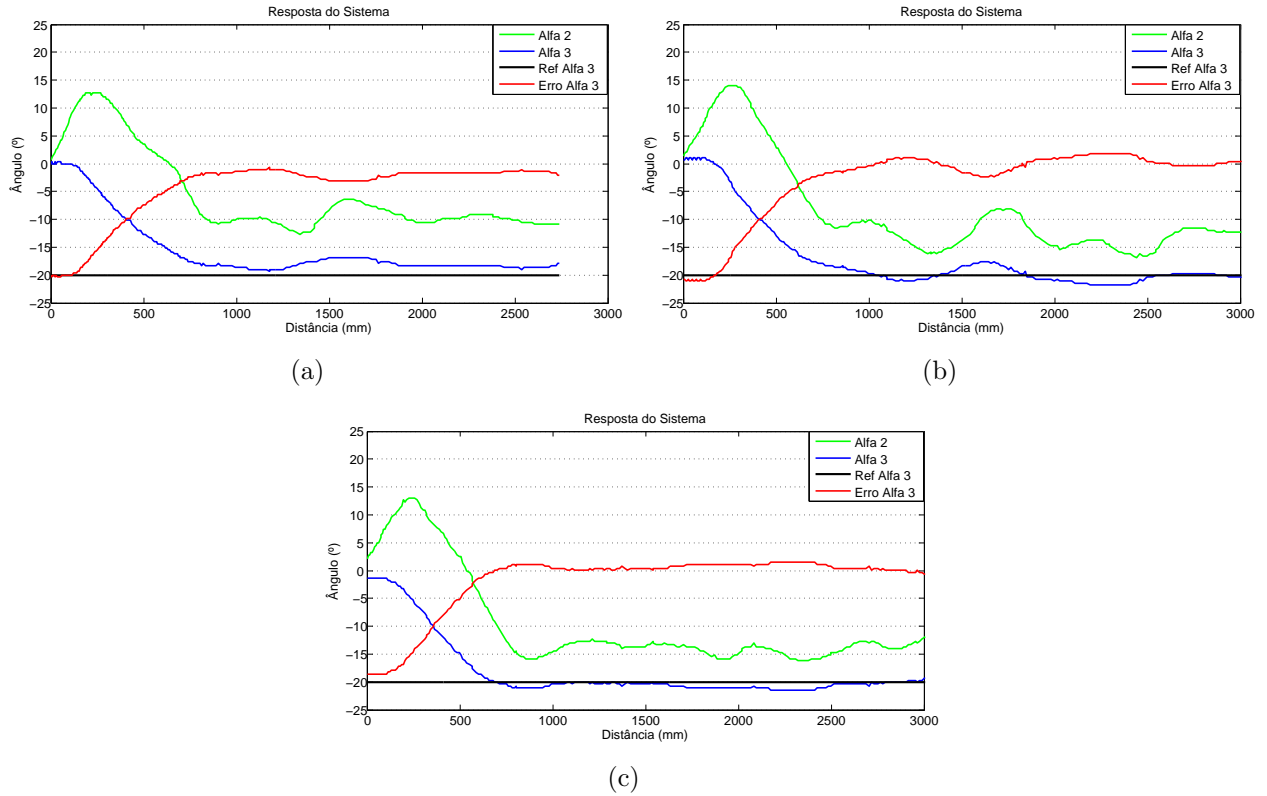 Resposta do Sistema
25
20
15
10
5
0
−5
−10
−15
−20
−25
Ângulo (º)
0
500
1000
1500
2000
2500
3000
Distância (mm)
Alfa 2
Alfa 3
Ref Alfa 3
Erro Alfa 3
(a)
Resposta do Sistema
25
20
15
10
5
0
−5
−10
−15
−20
−25
Ângulo (º)
0
500
1000
1500
2000
2500
3000
Distância (mm)
Alfa 2
Alfa 3
Ref Alfa 3
Erro Alfa 3
(b)
Resposta do Sistema
25
20
15
10
5
0
−5
−10
−15
−20
−25
Ângulo (º)
0
500
1000
1500
2000
2500
3000
Distância (mm)
Alfa 2
Alfa 3
Ref Alfa 3
Erro Alfa 3
(c)